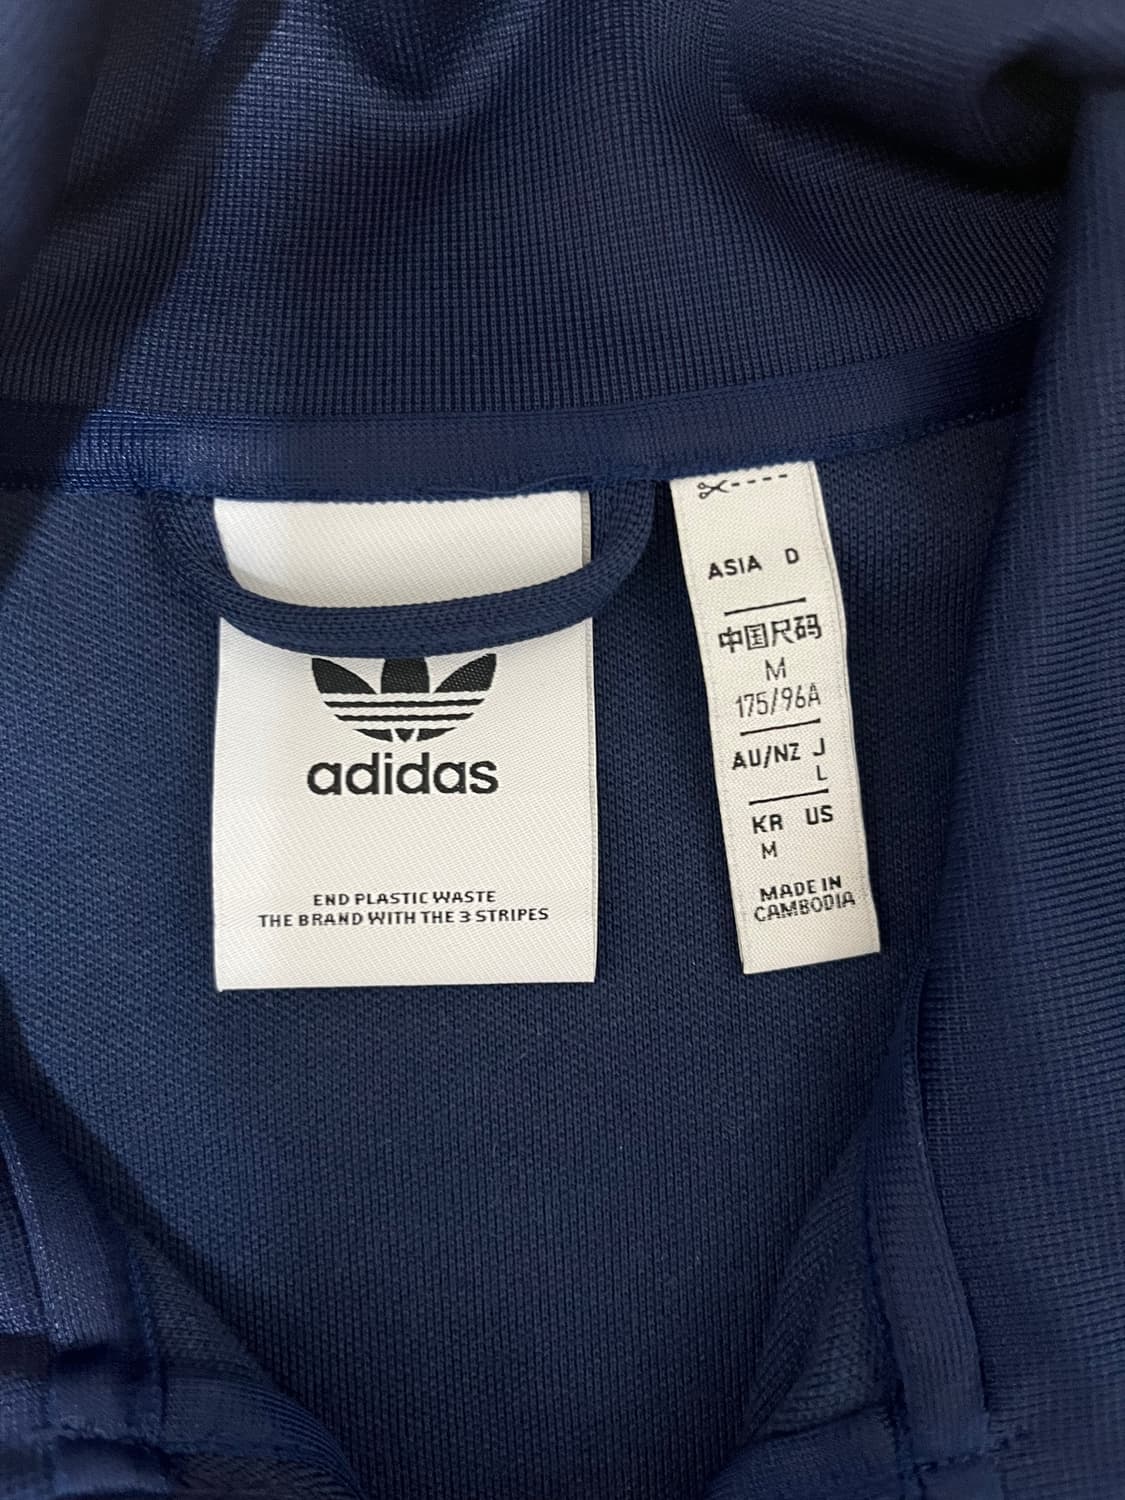 adidas
END PLASTIC WASTE
THE BRAND WITH THE 3 STRIPES
ASIA D
中国尺码
M
175/96A
AU/NZ J
L
KR US
M
MADE IN
CAMBODIA